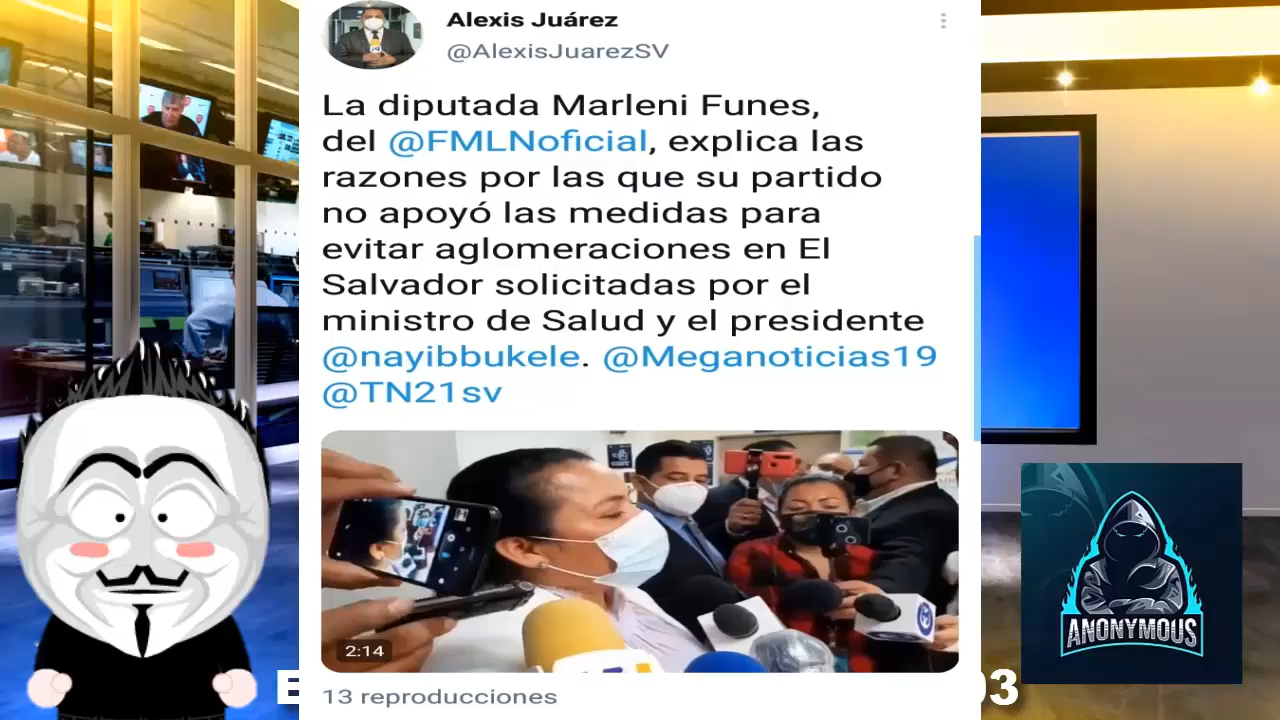 Alexis Juárez
@AlexisJuarezSV
La diputada Marleni Funes,
del @FMLNoficial, explica las
razones por las que su partido
no apoyó las medidas para
evitar aglomeraciones en El
Salvador solicitadas por el
ministro de Salud y el presidente
@nayibbukele. @Meganoticias19
@TN21sv
2:14
13 reproducciones
ANONYMOUS